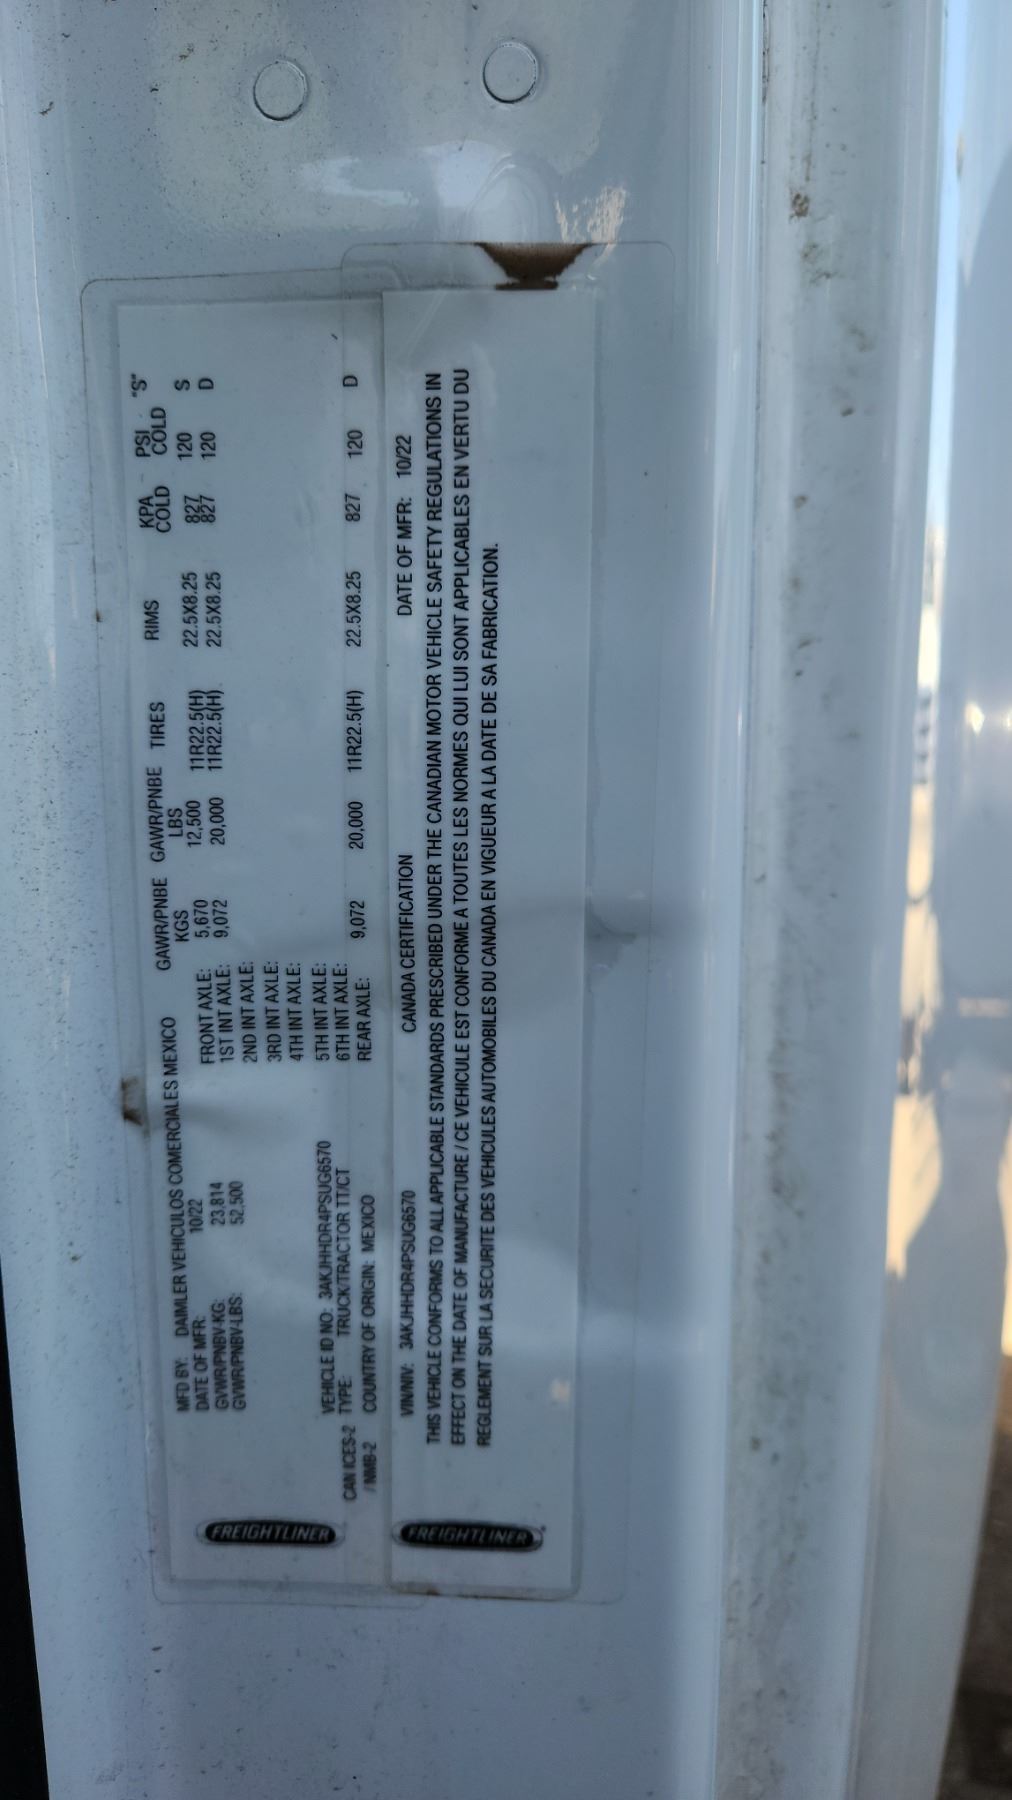 FREIGHTLINER
MFD BY: DAIMLER VEHICULOS COMERCIALES MEXICO
DATE OF MFR: 10/22
GVWR/PNBV-KG: 23,814
GVWR/PNBV-LBS: 52,500
VEHICLE ID NO: 3AKJHHDR4PSUG6570
CAN ICES-2 TYPE: TRUCK/TRACTOR TT/CT
/ NMB-2 COUNTRY OF ORIGIN: MEXICO
GAWR/PNBE GAWR/PNBE TIRES RIMS KPA PSI "S"
KGS LBS COLD COLD
FRONT AXLE: 5,670 12,500 11R22.5(H) 22.5X8.25 827 120 S
1ST INT AXLE: 9,072 20,000 11R22.5(H) 22.5X8.25 827 120 D
2ND INT AXLE:
3RD INT AXLE:
4TH INT AXLE:
5TH INT AXLE:
6TH INT AXLE:
REAR AXLE: 9,072 20,000 11R22.5(H) 22.5X8.25 827 120 D
FREIGHTLINER
VIN/NIV: 3AKJHHDR4PSUG6570 CANADA CERTIFICATION DATE OF MFR: 10/22
THIS VEHICLE CONFORMS TO ALL APPLICABLE STANDARDS PRESCRIBED UNDER THE CANADIAN MOTOR VEHICLE SAFETY REGULATIONS IN
EFFECT ON THE DATE OF MANUFACTURE / CE VEHICULE EST CONFORME A TOUTES LES NORMES QUI LUI SONT APPLICABLES EN VERTU DU
REGLEMENT SUR LA SECURITE DES VEHICULES AUTOMOBILES DU CANADA EN VIGUEUR A LA DATE DE SA FABRICATION.